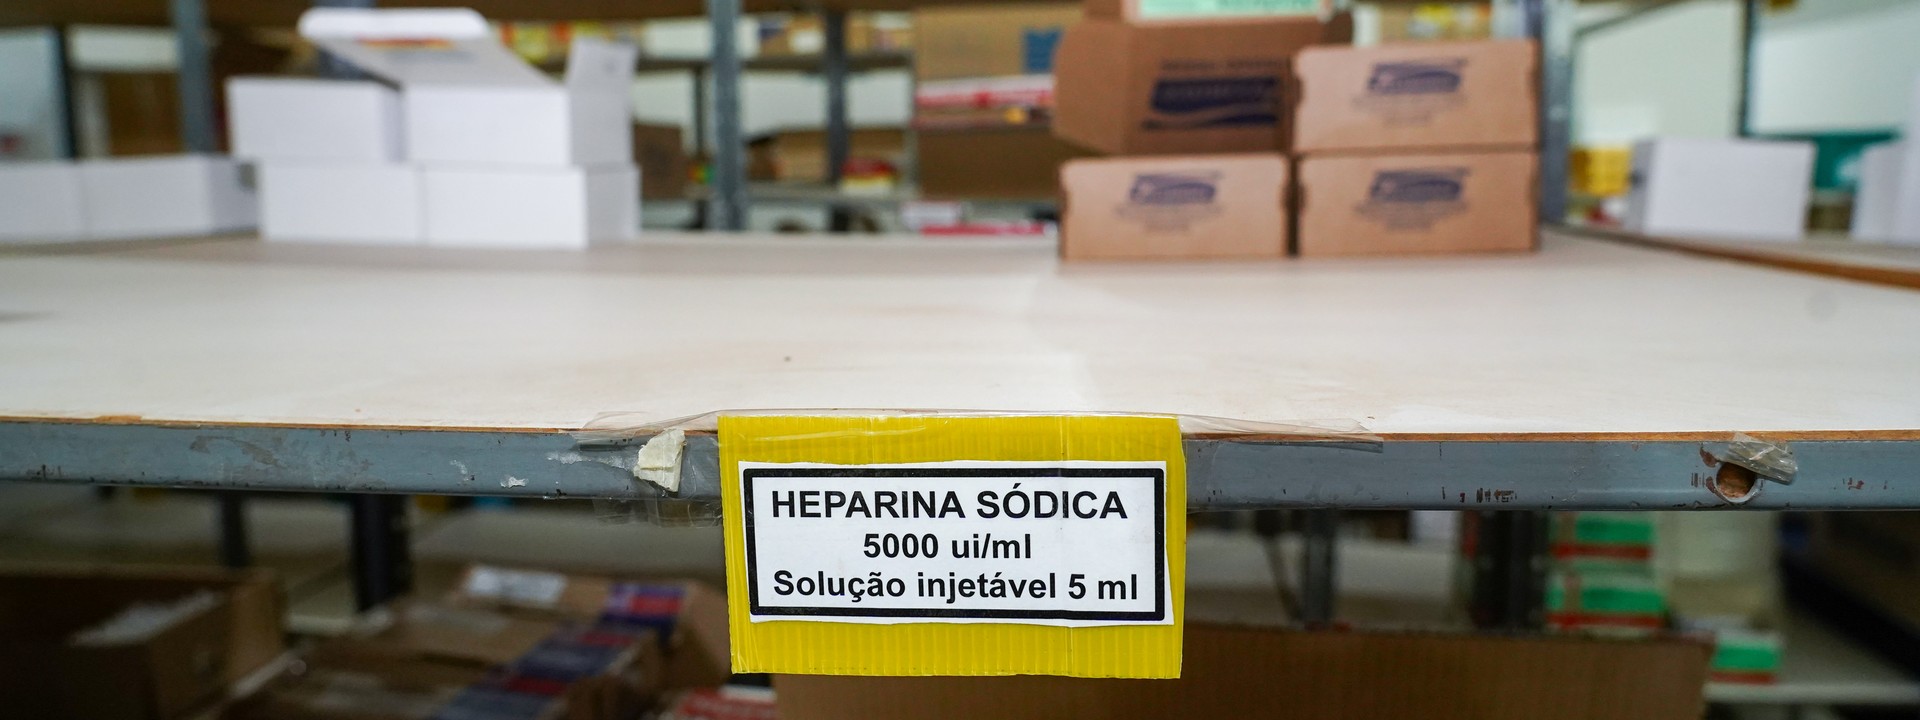 HEPARINA SÓDICA
5000 ui/ml
Solução injetável 5 ml